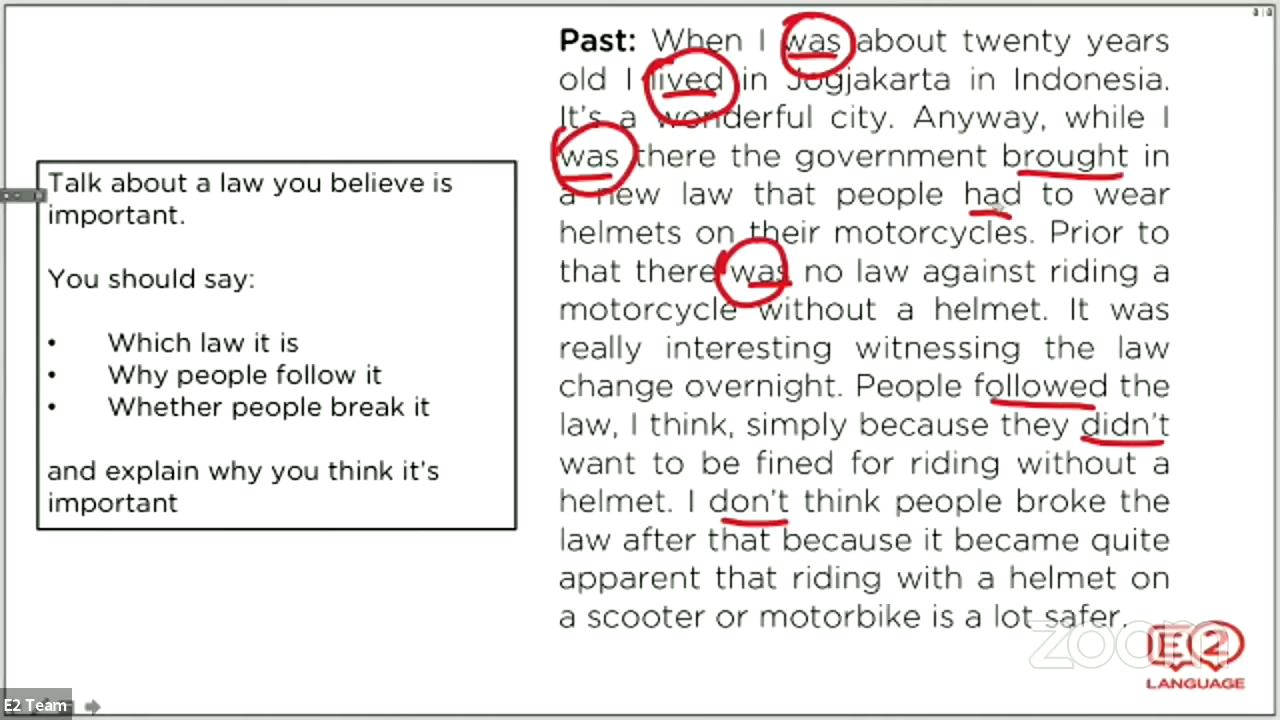 Talk about a law you believe is
important.
You should say:
• Which law it is
• Why people follow it
• Whether people break it
and explain why you think it's
important
Past: When I was about twenty years
old I lived in Jogjakarta in Indonesia.
It's a wonderful city. Anyway, while I
was there the government brought in
a new law that people had to wear
helmets on their motorcycles. Prior to
that there was no law against riding a
motorcycle without a helmet. It was
really interesting witnessing the law
change overnight. People followed the
law, I think, simply because they didn't
want to be fined for riding without a
helmet. I don't think people broke the
law after that because it became quite
apparent that riding with a helmet on
a scooter or motorbike is a lot safer.
zoom
E2
LANGUAGE
E2 Team